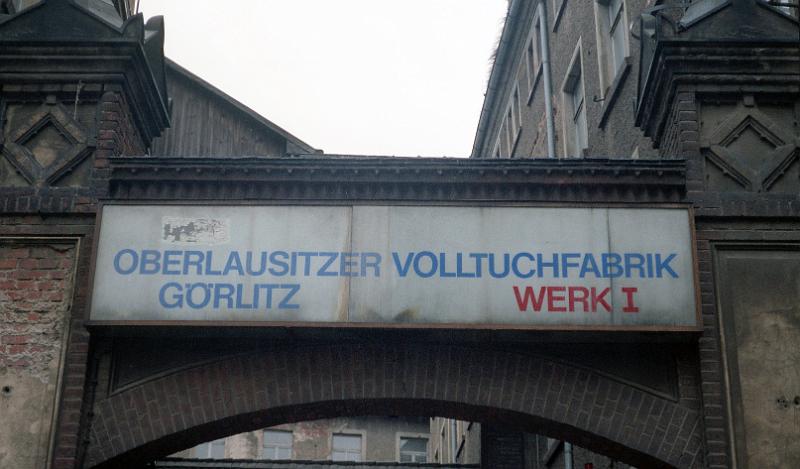 OBERLAUSITZER VOLLTUCHFABRIK
GÖRLITZ WERK I